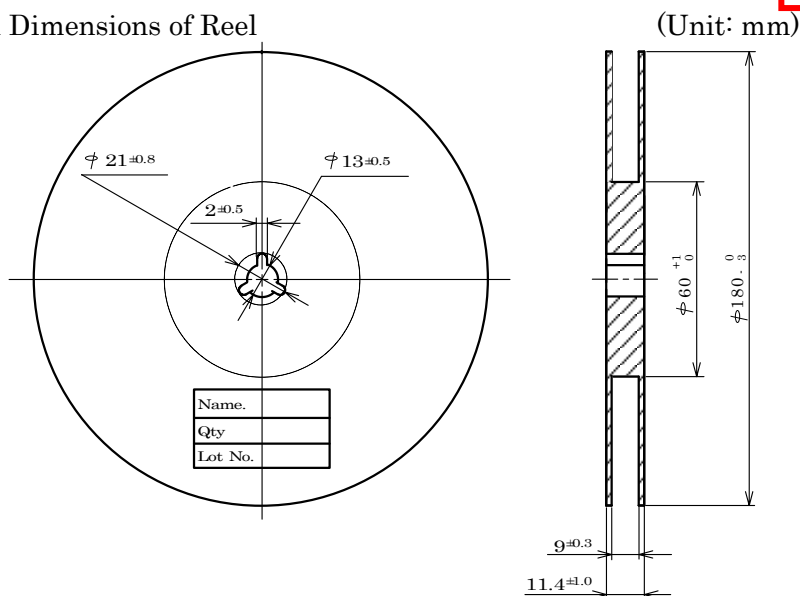 Dimensions of Reel
(Unit: mm)
φ 21±0.8
φ13±0.5
2±0.5
φ60 +1 0
φ180 0 -3
Name.
Qty
Lot No.
9±0.3
11.4±1.0